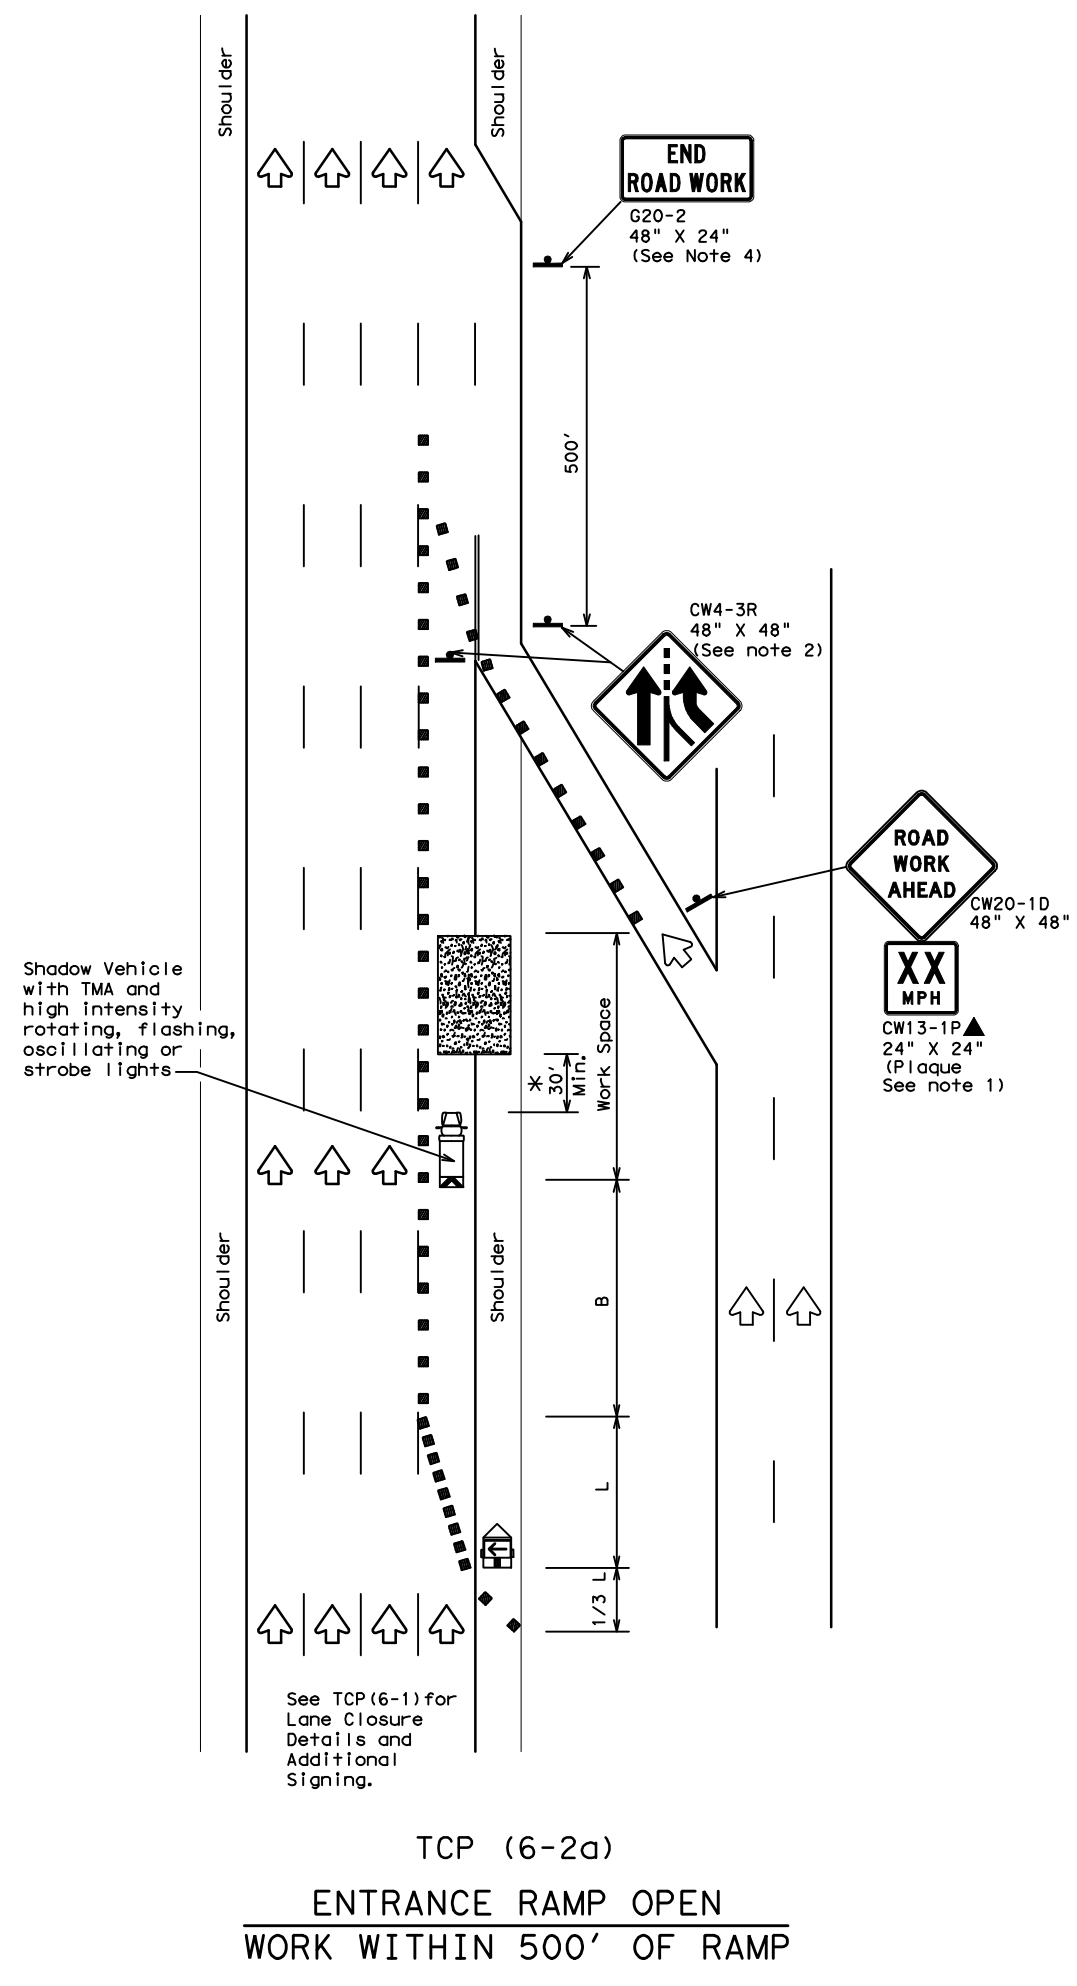 Shoulder
Shoulder
END
ROAD WORK
G20-2
48" X 24"
(See Note 4)
500'
CW4-3R
48" X 48"
(See note 2)
ROAD
WORK
AHEAD
CW20-1D
48" X 48"
XX
MPH
CW13-1P▲
24" X 24"
(Plaque
See note 1)
Shadow Vehicle
with TMA and
high intensity
rotating, flashing,
oscillating or
strobe lights
* 30' Min.
Work Space
Shoulder
Shoulder
B
L
1/3 L
See TCP(6-1)for
Lane Closure
Details and
Additional
Signing.
TCP (6-2a)
ENTRANCE RAMP OPEN
WORK WITHIN 500' OF RAMP